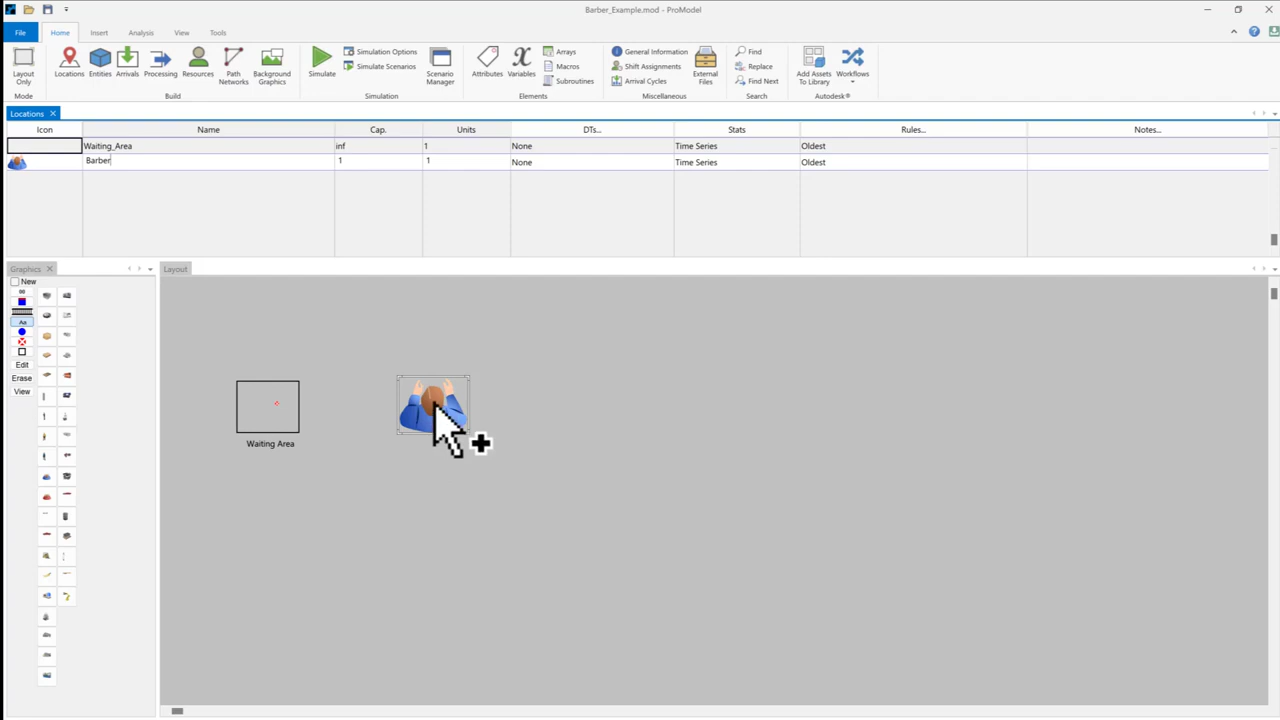 Barber_Example.mod - ProModel
File Home Insert Analysis View Tools
Layout Only
Locations
Entities
Arrivals
Processing
Resources
Path Networks
Background Graphics
Simulate
Simulation Options
Simulate Scenarios
Scenario Manager
Attributes
Variables
Arrays
Macros
Subroutines
General Information
Shift Assignments
Arrival Cycles
External Files
Find
Replace
Find Next
Add Assets To Library
Workflows
Mode Build Simulation Elements Miscellaneous Search Autodesk®
Locations
Icon Name Cap. Units DTs... Stats Rules... Notes...
Waiting_Area inf 1 None Time Series Oldest
Barber 1 1 None Time Series Oldest
Graphics
Layout
New
Aa
Edit
Erase
View
Waiting Area